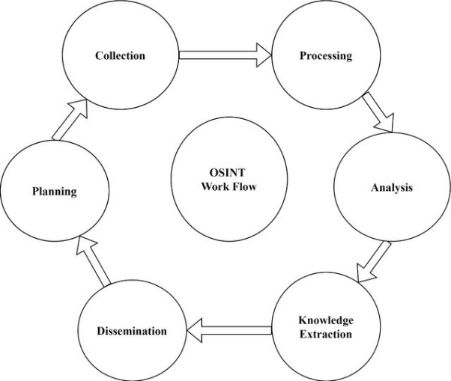 Collection
Processing
OSINT
Work Flow
Planning
Analysis
Dissemination
Knowledge
Extraction